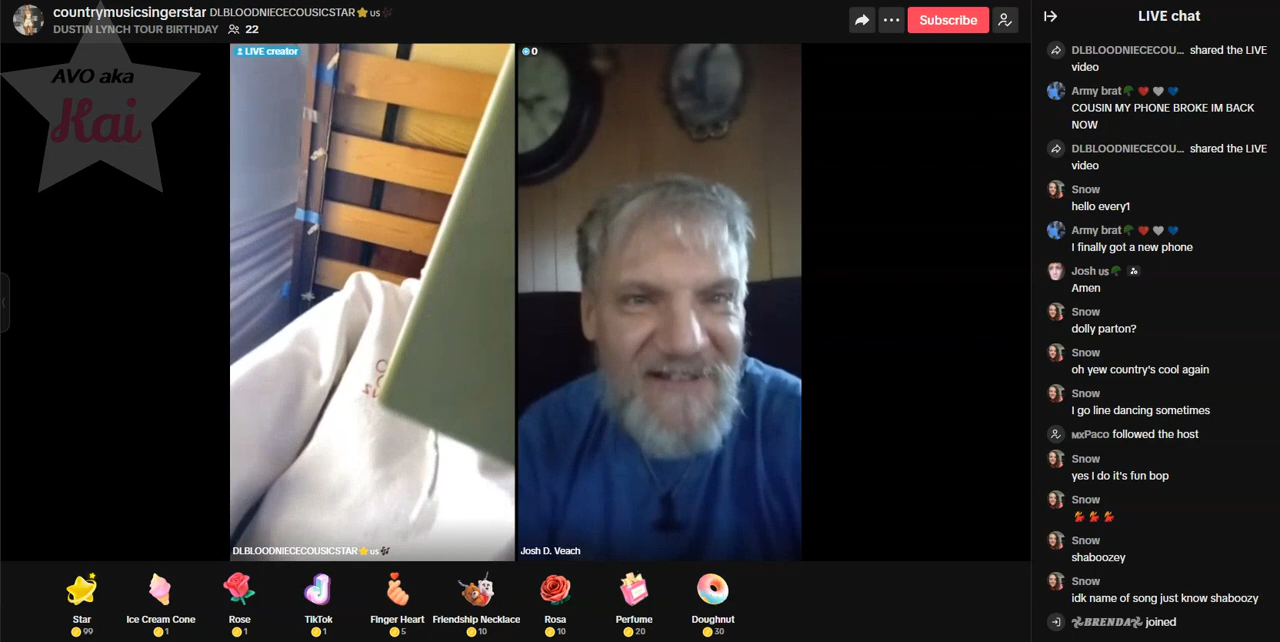 countrymusicsingerstar DLBLOODNIECECOUSICSTAR⭐us🎶
DUSTIN LYNCH TOUR BIRTHDAY 22
Subscribe
AVO aka
Kai
LIVE creator
0
DLBLOODNIECECOUSICSTAR⭐us🎶
Josh D. Veach
Star
99
Ice Cream Cone
1
Rose
1
TikTok
1
Finger Heart
5
Friendship Necklace
10
Rosa
10
Perfume
20
Doughnut
30
LIVE chat
DLBLOODNIECECOU... shared the LIVE
video
Army brat
COUSIN MY PHONE BROKE IM BACK
NOW
DLBLOODNIECECOU... shared the LIVE
video
Snow
hello every1
Army brat
I finally got a new phone
Josh us
Amen
Snow
dolly parton?
Snow
oh yew country's cool again
Snow
I go line dancing sometimes
MXPaco followed the host
Snow
yes I do it's fun bop
Snow
💃💃💃
Snow
shaboozey
Snow
idk name of song just know shaboozy
BRENDA joined